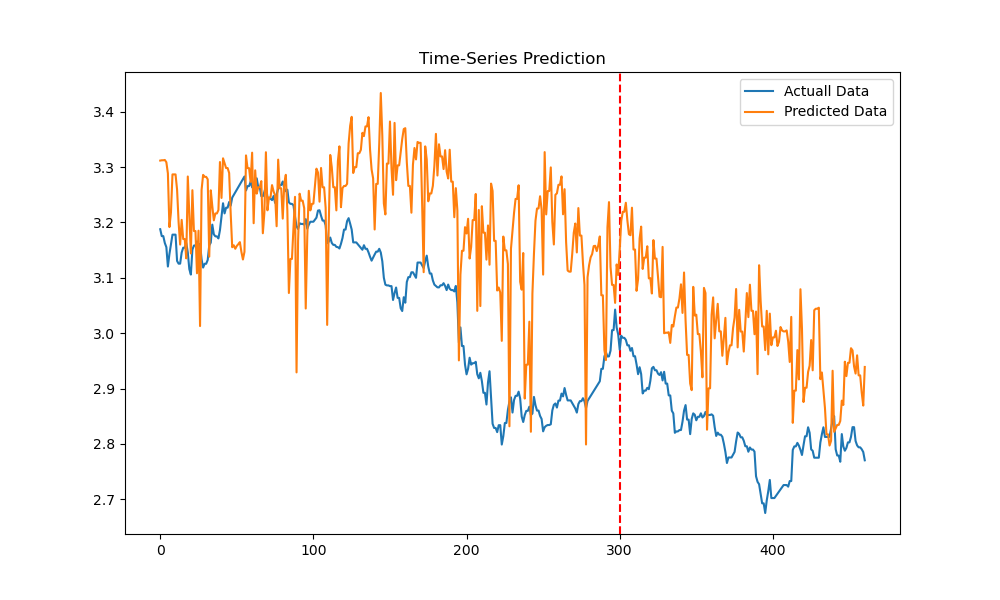 Time-Series Prediction
Actuall Data
Predicted Data
3.4
3.3
3.2
3.1
3.0
2.9
2.8
2.7
0 100 200 300 400